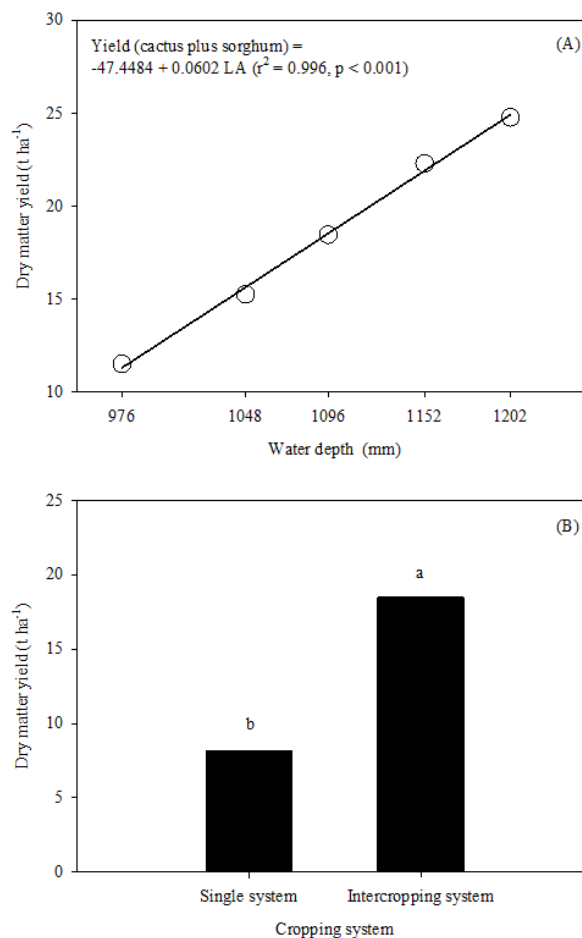 30
(A)
Yield (cactus plus sorghum) =
-47.4484 + 0.0602 LA (r² = 0.996, p < 0.001)
25
20
15
10
Dry matter yield (t ha⁻¹)
976 1048 1096 1152 1202
Water depth (mm)
25
(B)
a
20
15
b
10
5
0
Dry matter yield (t ha⁻¹)
Single system Intercropping system
Cropping system